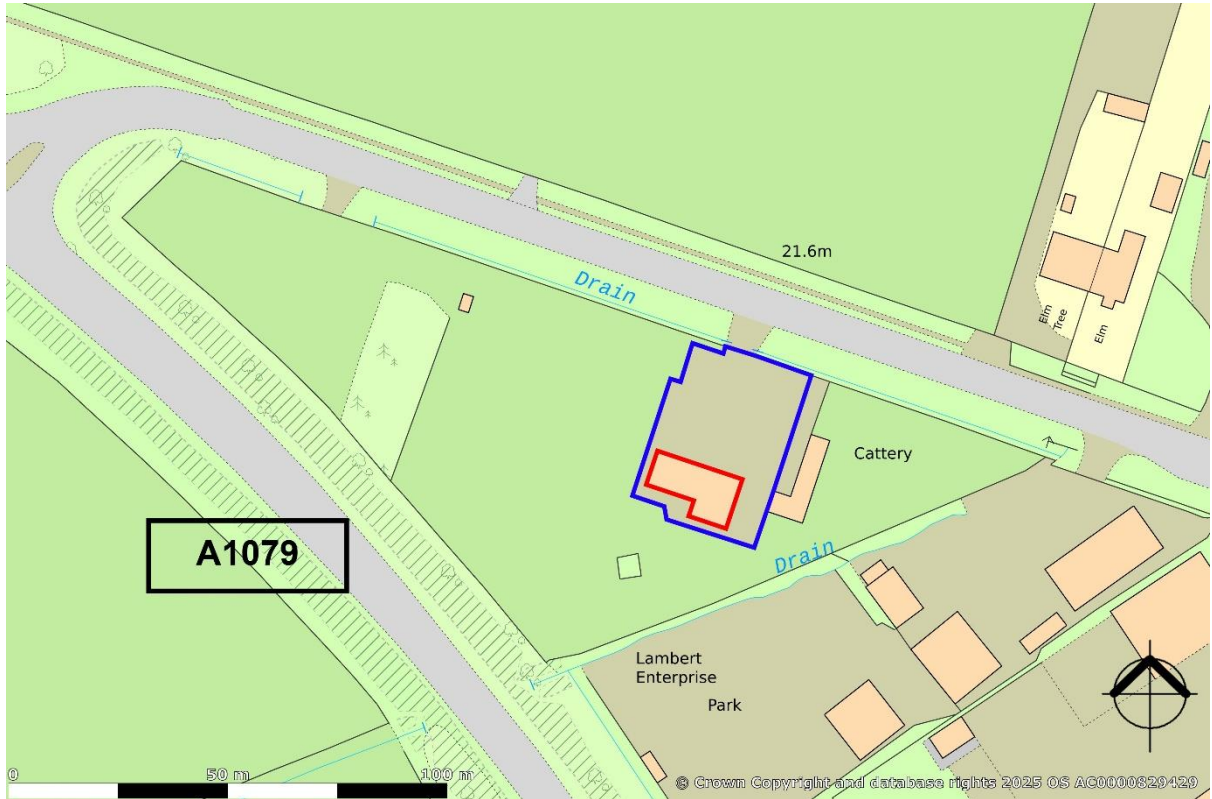 Drain
21.6m
Elm
Tree
Elm
Cattery
A1079
Drain
Lambert
Enterprise
Park
0 50 m 100 m
© Crown Copyright and database rights 2025 OS AC0000829429